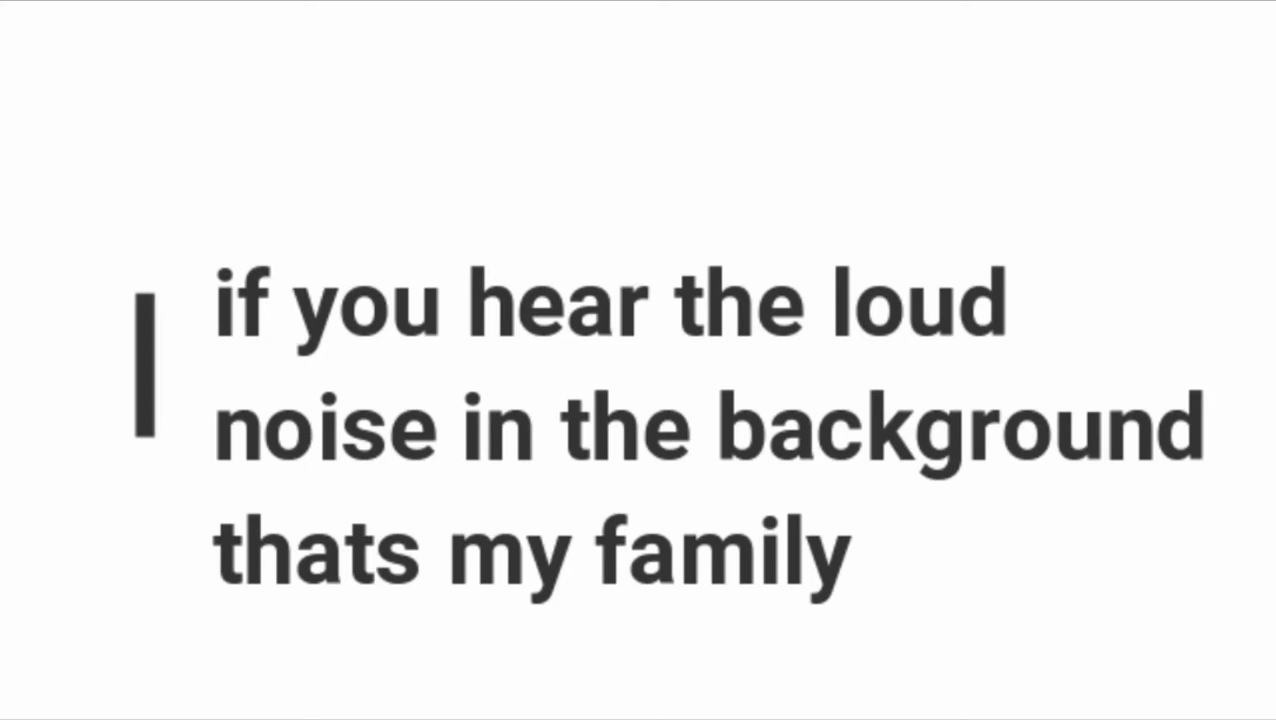 if you hear the loud
noise in the background
thats my family